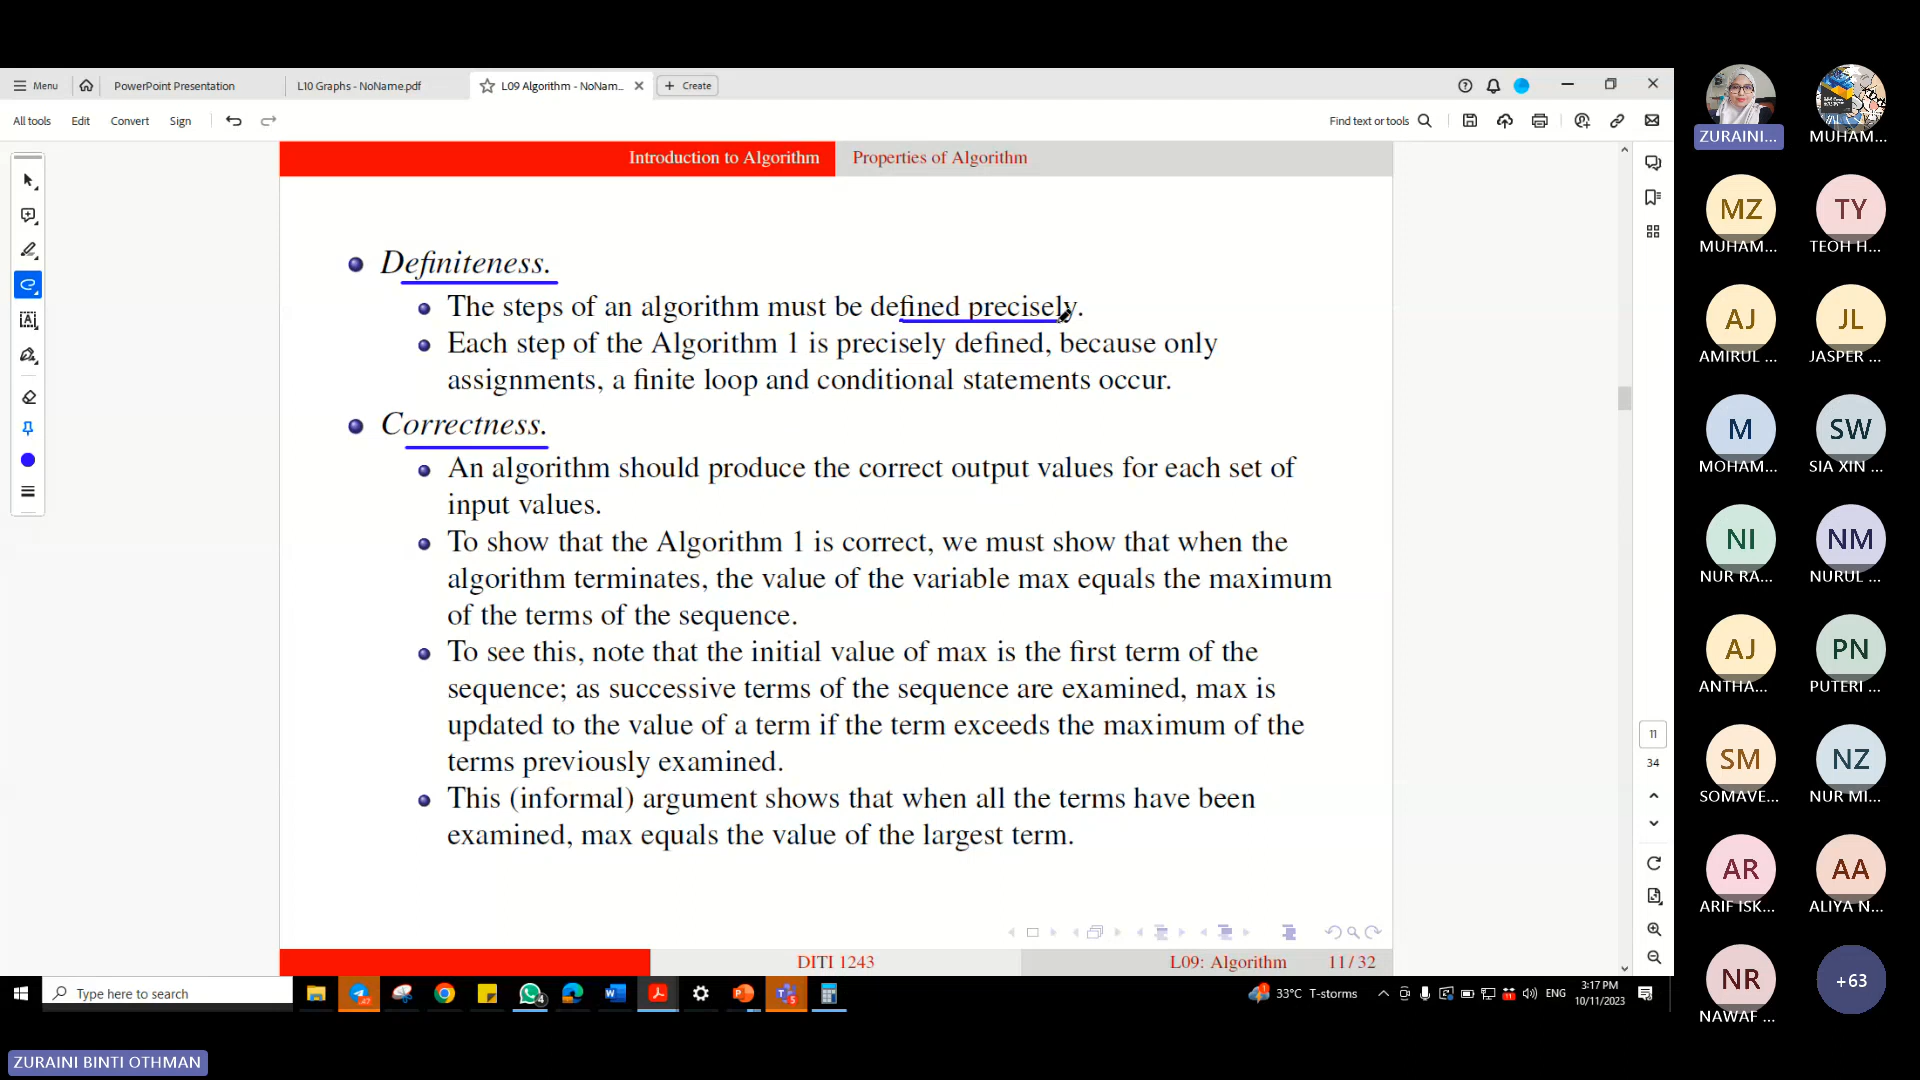 Menu
PowerPoint Presentation
L10 Graphs - NoName.pdf
L09 Algorithm - NoNam...
Create
All tools
Edit
Convert
Sign
Find text or tools
Introduction to Algorithm
Properties of Algorithm
Definiteness.
The steps of an algorithm must be defined precisely.
Each step of the Algorithm 1 is precisely defined, because only
assignments, a finite loop and conditional statements occur.
Correctness.
An algorithm should produce the correct output values for each set of
input values.
To show that the Algorithm 1 is correct, we must show that when the
algorithm terminates, the value of the variable max equals the maximum
of the terms of the sequence.
To see this, note that the initial value of max is the first term of the
sequence; as successive terms of the sequence are examined, max is
updated to the value of a term if the term exceeds the maximum of the
terms previously examined.
This (informal) argument shows that when all the terms have been
examined, max equals the value of the largest term.
DITI 1243
L09: Algorithm
11 / 32
11
34
Type here to search
33°C T-storms
ENG
3:17 PM
10/11/2023
ZURAINI BINTI OTHMAN
ZURAINI...
MUHAM...
MZ
MUHAM...
TY
TEOH H...
AJ
AMIRUL ...
JL
JASPER ...
M
MOHAM...
SW
SIA XIN ...
NI
NUR RA...
NM
NURUL ...
AJ
ANTHA...
PN
PUTERI ...
SM
SOMAVE...
NZ
NUR MI...
AR
ARIF ISK...
AA
ALIYA N...
NR
NAWAF ...
+63